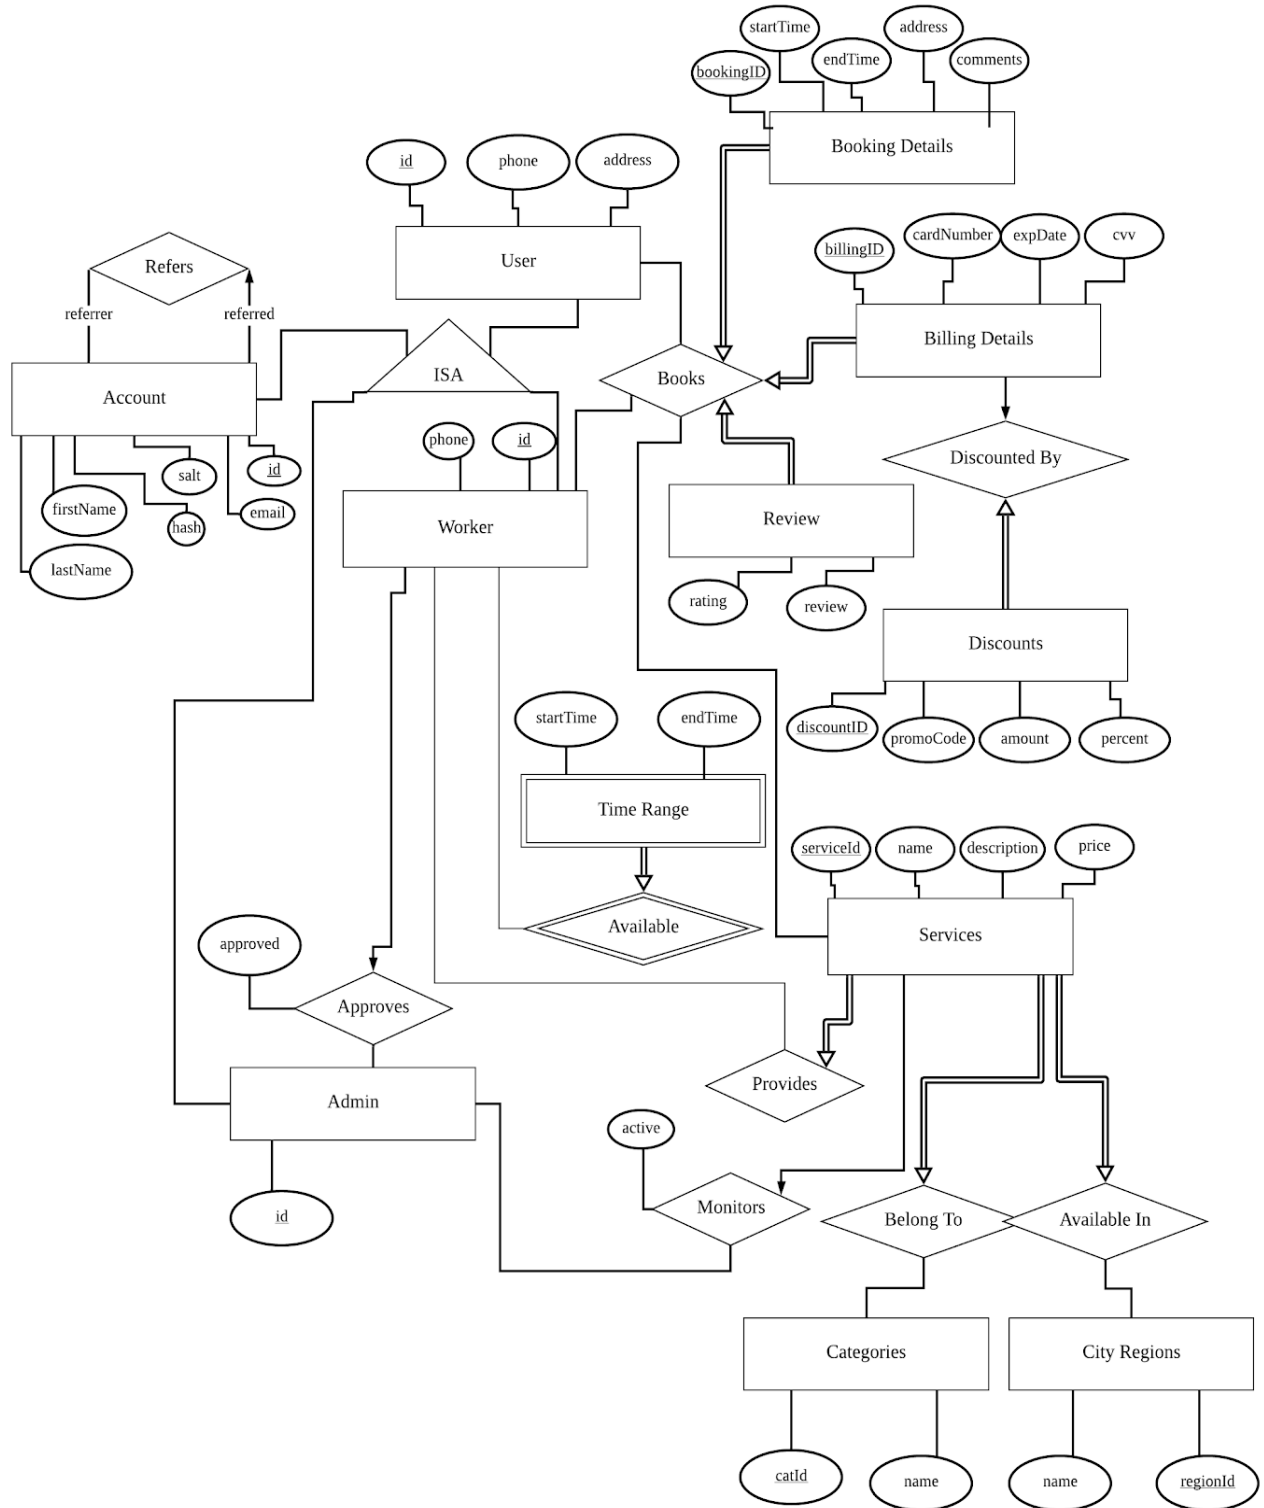 startTime
address
endTime
comments
bookingID
Booking Details
id
phone
address
User
billingID
cardNumber
expDate
cvv
Billing Details
Refers
referrer
referred
Account
ISA
Books
Discounted By
phone
id
salt
id
firstName
hash
email
lastName
Worker
Review
rating
review
Discounts
discountID
promoCode
amount
percent
startTime
endTime
Time Range
Available
serviceId
name
description
price
Services
approved
Approves
Admin
id
Provides
active
Monitors
Belong To
Available In
Categories
City Regions
catId
name
name
regionId